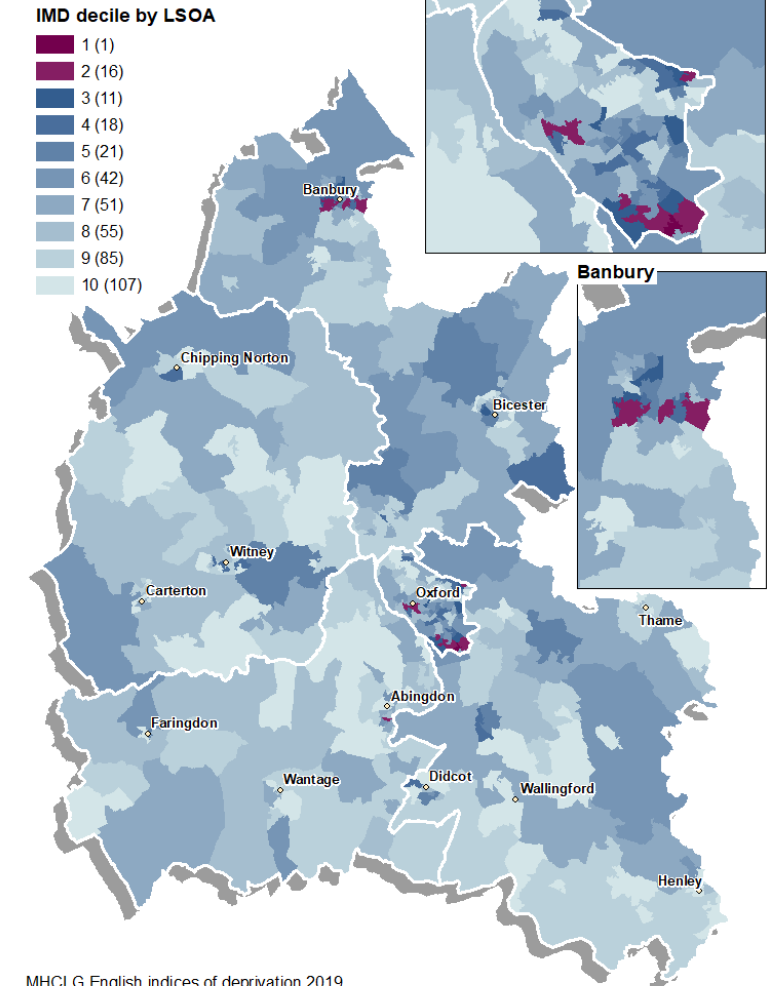 IMD decile by LSOA
1 (1)
2 (16)
3 (11)
4 (18)
5 (21)
6 (42)
7 (51)
8 (55)
9 (85)
10 (107)
Banbury
Banbury
Chipping Norton
Bicester
Witney
Carterton
Oxford
Thame
Abingdon
Faringdon
Wantage
Didcot
Wallingford
Henley
MHCLG English indices of deprivation 2019